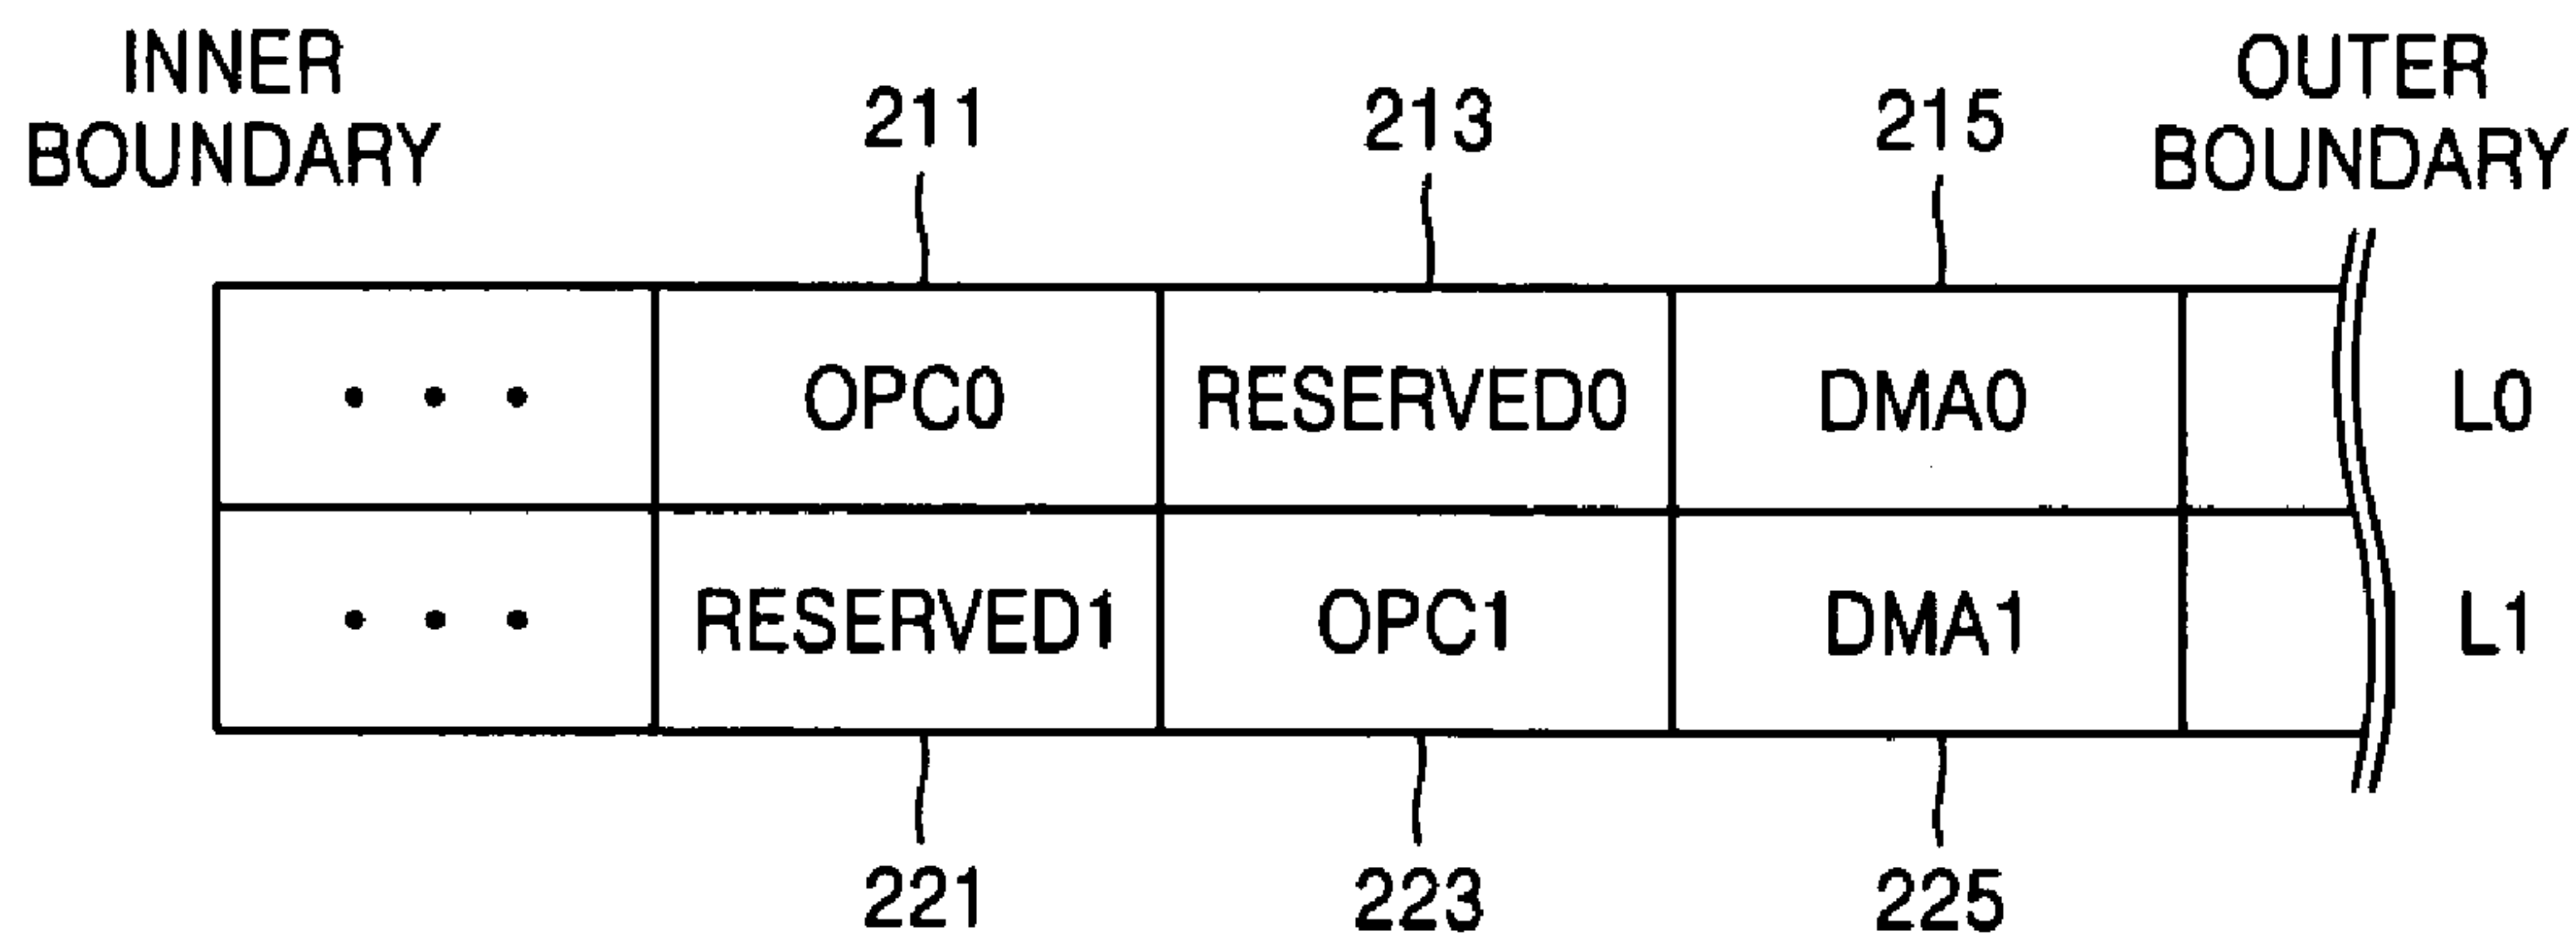 INNER
BOUNDARY
211
213
215
OUTER
BOUNDARY
• • •
OPC0
RESERVED0
DMA0
L0
• • •
RESERVED1
OPC1
DMA1
L1
221
223
225